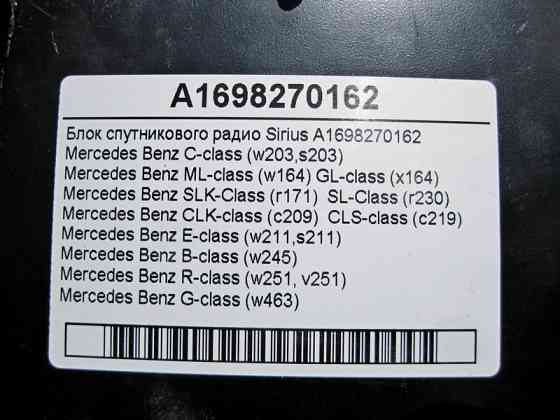 A1698270162
Блок спутникового радио Sirius A1698270162
Mercedes Benz C-class (w203,s203)
Mercedes Benz ML-class (w164) GL-class (x164)
Mercedes Benz SLK-Class (r171) SL-Class (r230)
Mercedes Benz CLK-class (c209) CLS-class (c219)
Mercedes Benz E-class (w211,s211)
Mercedes Benz B-class (w245)
Mercedes Benz R-class (w251, v251)
Mercedes Benz G-class (w463)